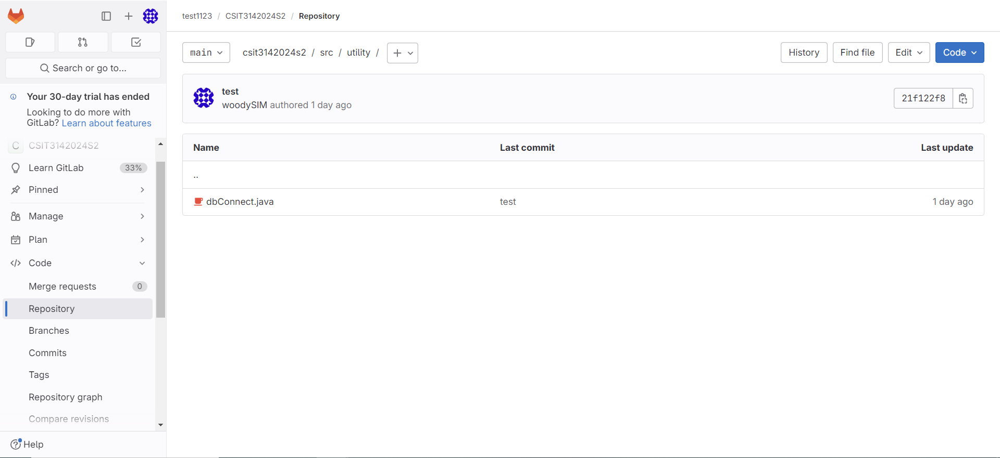 test1123 / CSIT3142024S2 / Repository
Search or go to...
Your 30-day trial has ended
Looking to do more with
GitLab? Learn about features
C CSIT3142024S2
Learn GitLab 33%
Pinned
Manage
Plan
Code
Merge requests 0
Repository
Branches
Commits
Tags
Repository graph
Compare revisions
Help
main csit3142024s2 / src / utility / +
History Find file Edit Code
test
woodySIM authored 1 day ago
21f122f8
Name Last commit Last update
..
dbConnect.java test 1 day ago